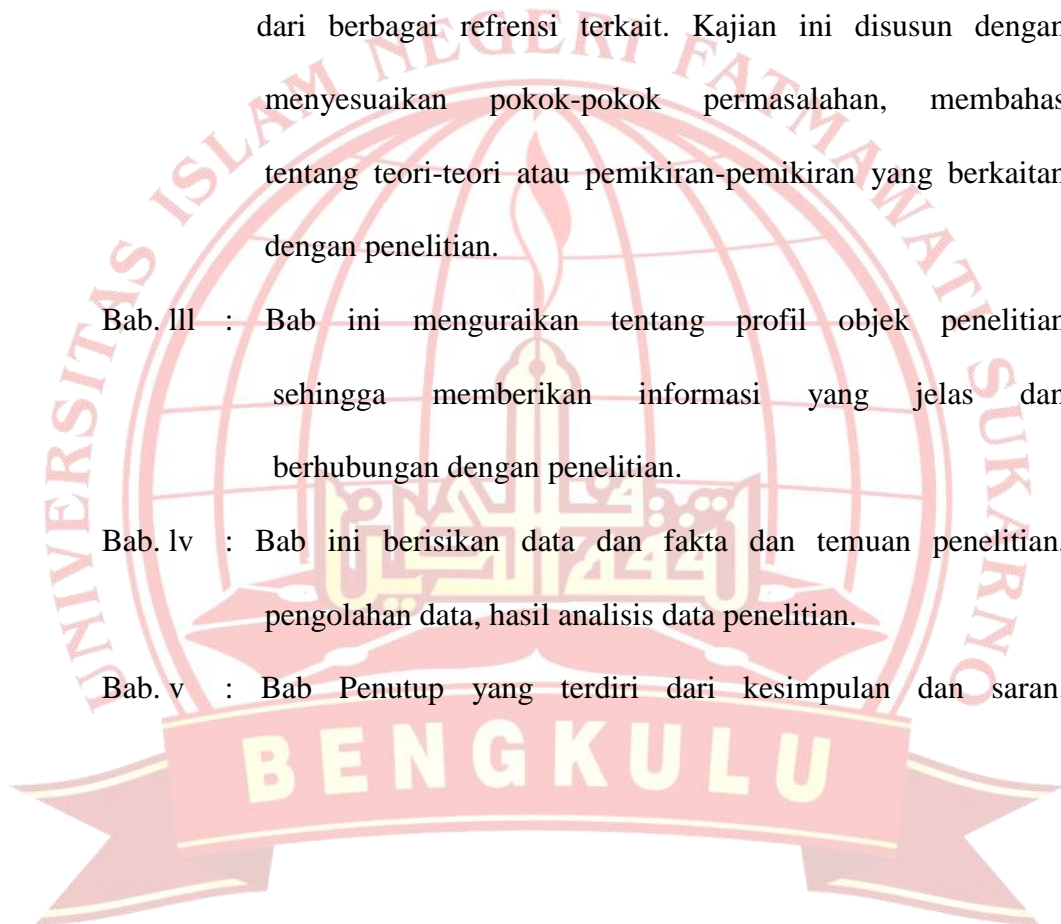 dari berbagai refrensi terkait. Kajian ini disusun dengan
menyesuaikan pokok-pokok permasalahan, membahas
tentang teori-teori atau pemikiran-pemikiran yang berkaitan
dengan penelitian.
Bab. lll : Bab ini menguraikan tentang profil objek penelitian
sehingga memberikan informasi yang jelas dan
berhubungan dengan penelitian.
Bab. lv : Bab ini berisikan data dan fakta dan temuan penelitian,
pengolahan data, hasil analisis data penelitian.
Bab. v : Bab Penutup yang terdiri dari kesimpulan dan saran
UNIVERSITAS ISLAM NEGERI FATMAWATI SUKARNO
BENGKULU